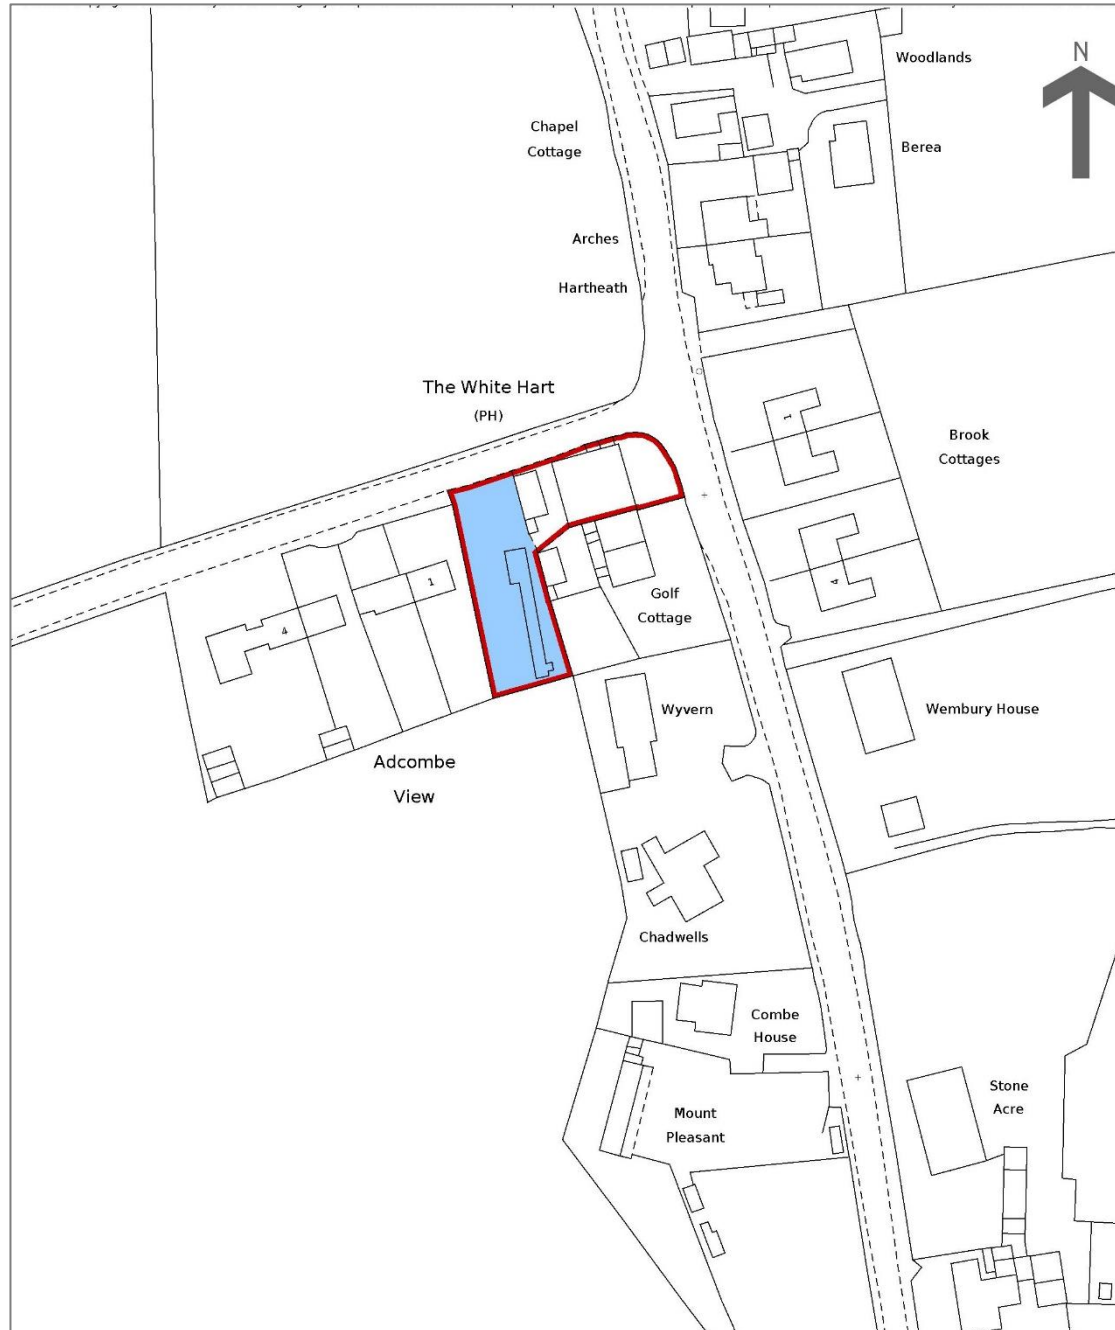 Woodlands
N
Chapel
Cottage
Berea
Arches
Hartheath
The White Hart
(PH)
1
Brook
Cottages
1
4
4
Golf
Cottage
Wyvern
Wembury House
Adcombe
View
Chadwells
Combe
House
Stone
Acre
Mount
Pleasant